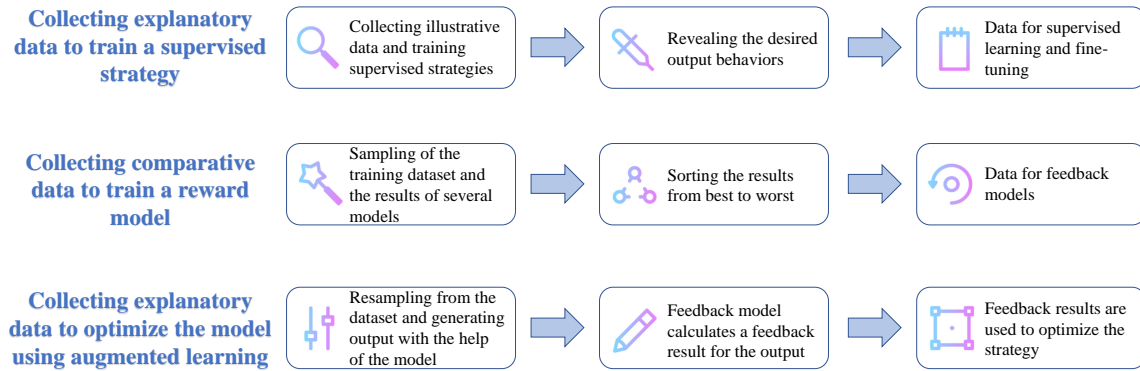 Collecting explanatory
data to train a supervised
strategy
Collecting illustrative
data and training
supervised strategies
Revealing the desired
output behaviors
Data for supervised
learning and fine-
tuning
Collecting comparative
data to train a reward
model
Sampling of the
training dataset and
the results of several
models
Sorting the results
from best to worst
Data for feedback
models
Collecting explanatory
data to optimize the model
using augmented learning
Resampling from the
dataset and generating
output with the help
of the model
Feedback model
calculates a feedback
result for the output
Feedback results are
used to optimize the
strategy